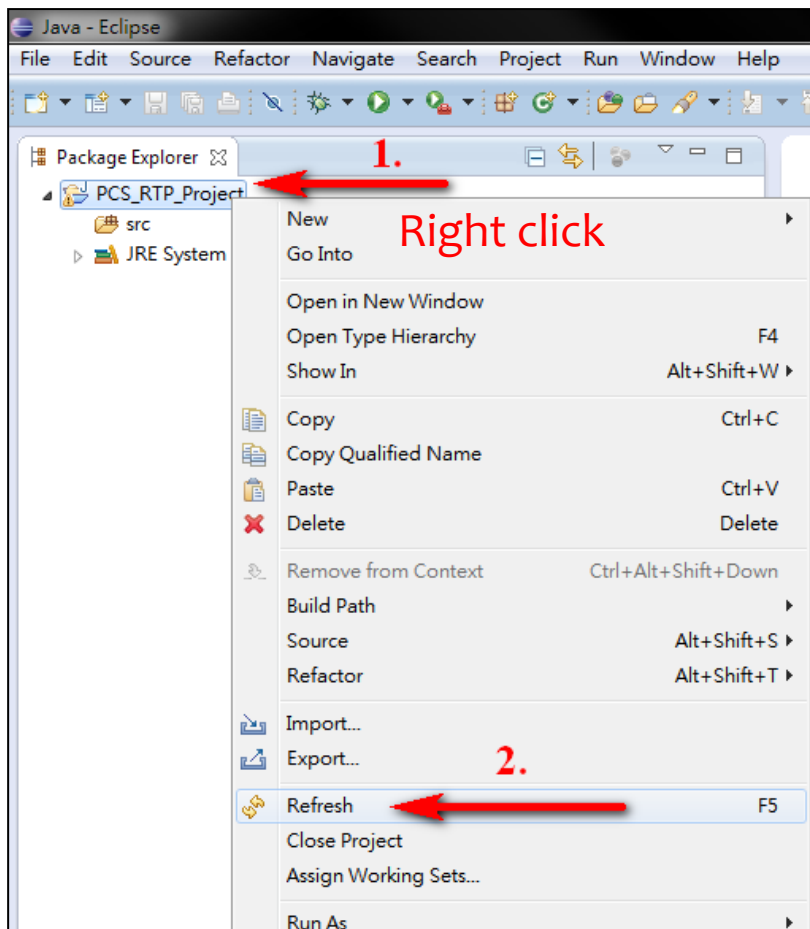 Java - Eclipse
File Edit Source Refactor Navigate Search Project Run Window Help
Package Explorer
1.
PCS_RTP_Project
src
JRE System
Right click
New
Go Into
Open in New Window
Open Type Hierarchy F4
Show In Alt+Shift+W
Copy Ctrl+C
Copy Qualified Name
Paste Ctrl+V
Delete Delete
Remove from Context Ctrl+Alt+Shift+Down
Build Path
Source Alt+Shift+S
Refactor Alt+Shift+T
Import...
Export...
2.
Refresh F5
Close Project
Assign Working Sets...
Run As